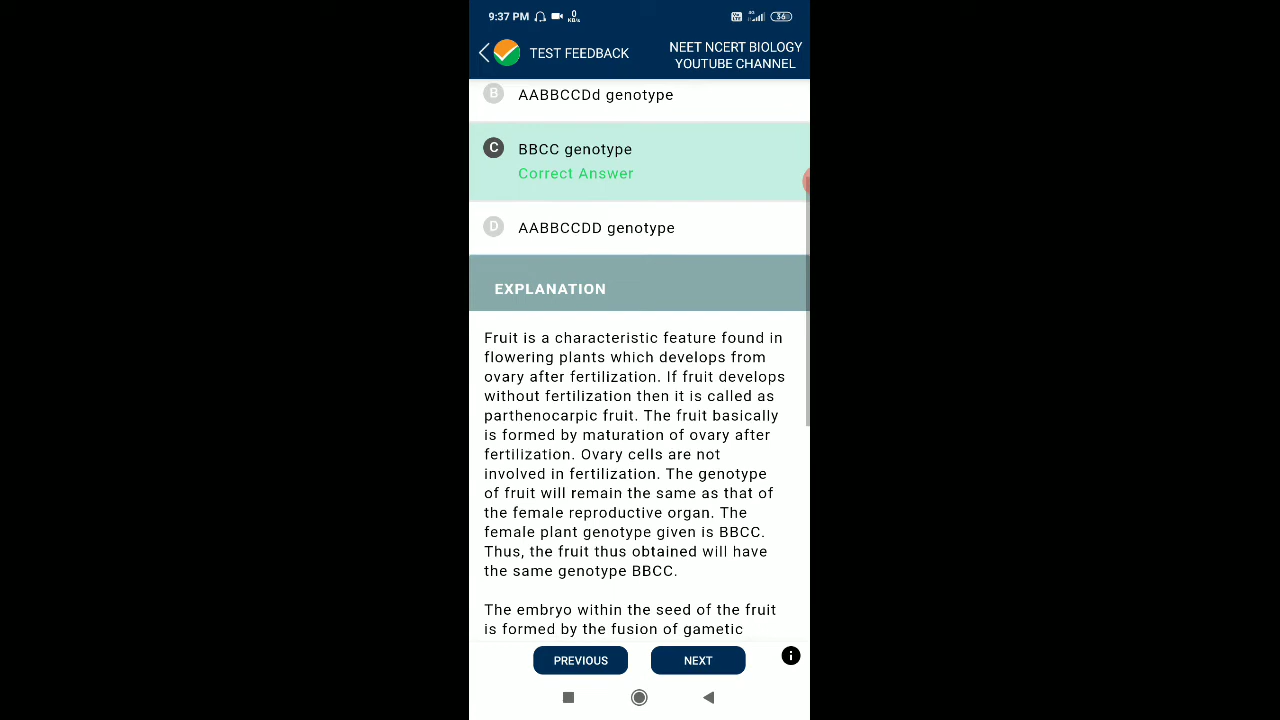 9:37 PM 0 KB/s 4G 36
TEST FEEDBACK
NEET NCERT BIOLOGY
YOUTUBE CHANNEL
B AABBCCDd genotype
C BBCC genotype
Correct Answer
D AABBCCDD genotype
EXPLANATION
Fruit is a characteristic feature found in
flowering plants which develops from
ovary after fertilization. If fruit develops
without fertilization then it is called as
parthenocarpic fruit. The fruit basically
is formed by maturation of ovary after
fertilization. Ovary cells are not
involved in fertilization. The genotype
of fruit will remain the same as that of
the female reproductive organ. The
female plant genotype given is BBCC.
Thus, the fruit thus obtained will have
the same genotype BBCC.
The embryo within the seed of the fruit
is formed by the fusion of gametic
PREVIOUS NEXT